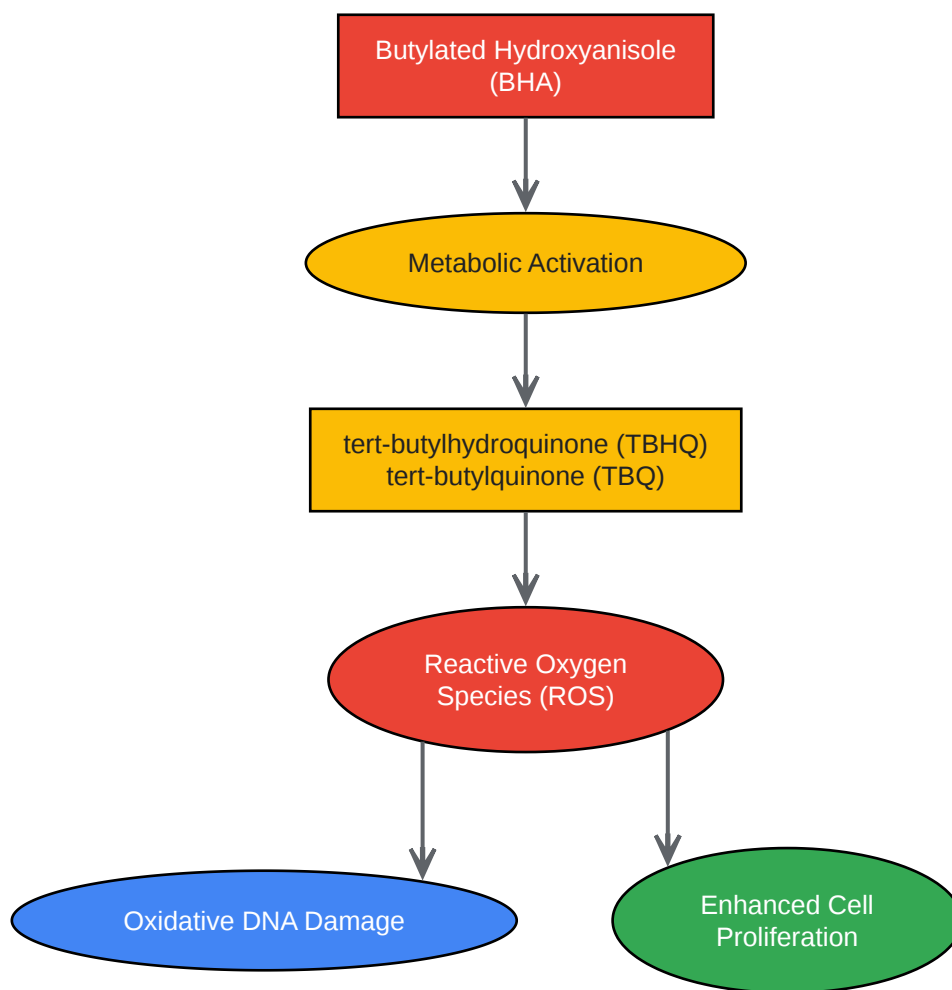 Butylated Hydroxyanisole
(BHA)
Metabolic Activation
tert-butylhydroquinone (TBHQ)
tert-butylquinone (TBQ)
Reactive Oxygen
Species (ROS)
Oxidative DNA Damage
Enhanced Cell
Proliferation